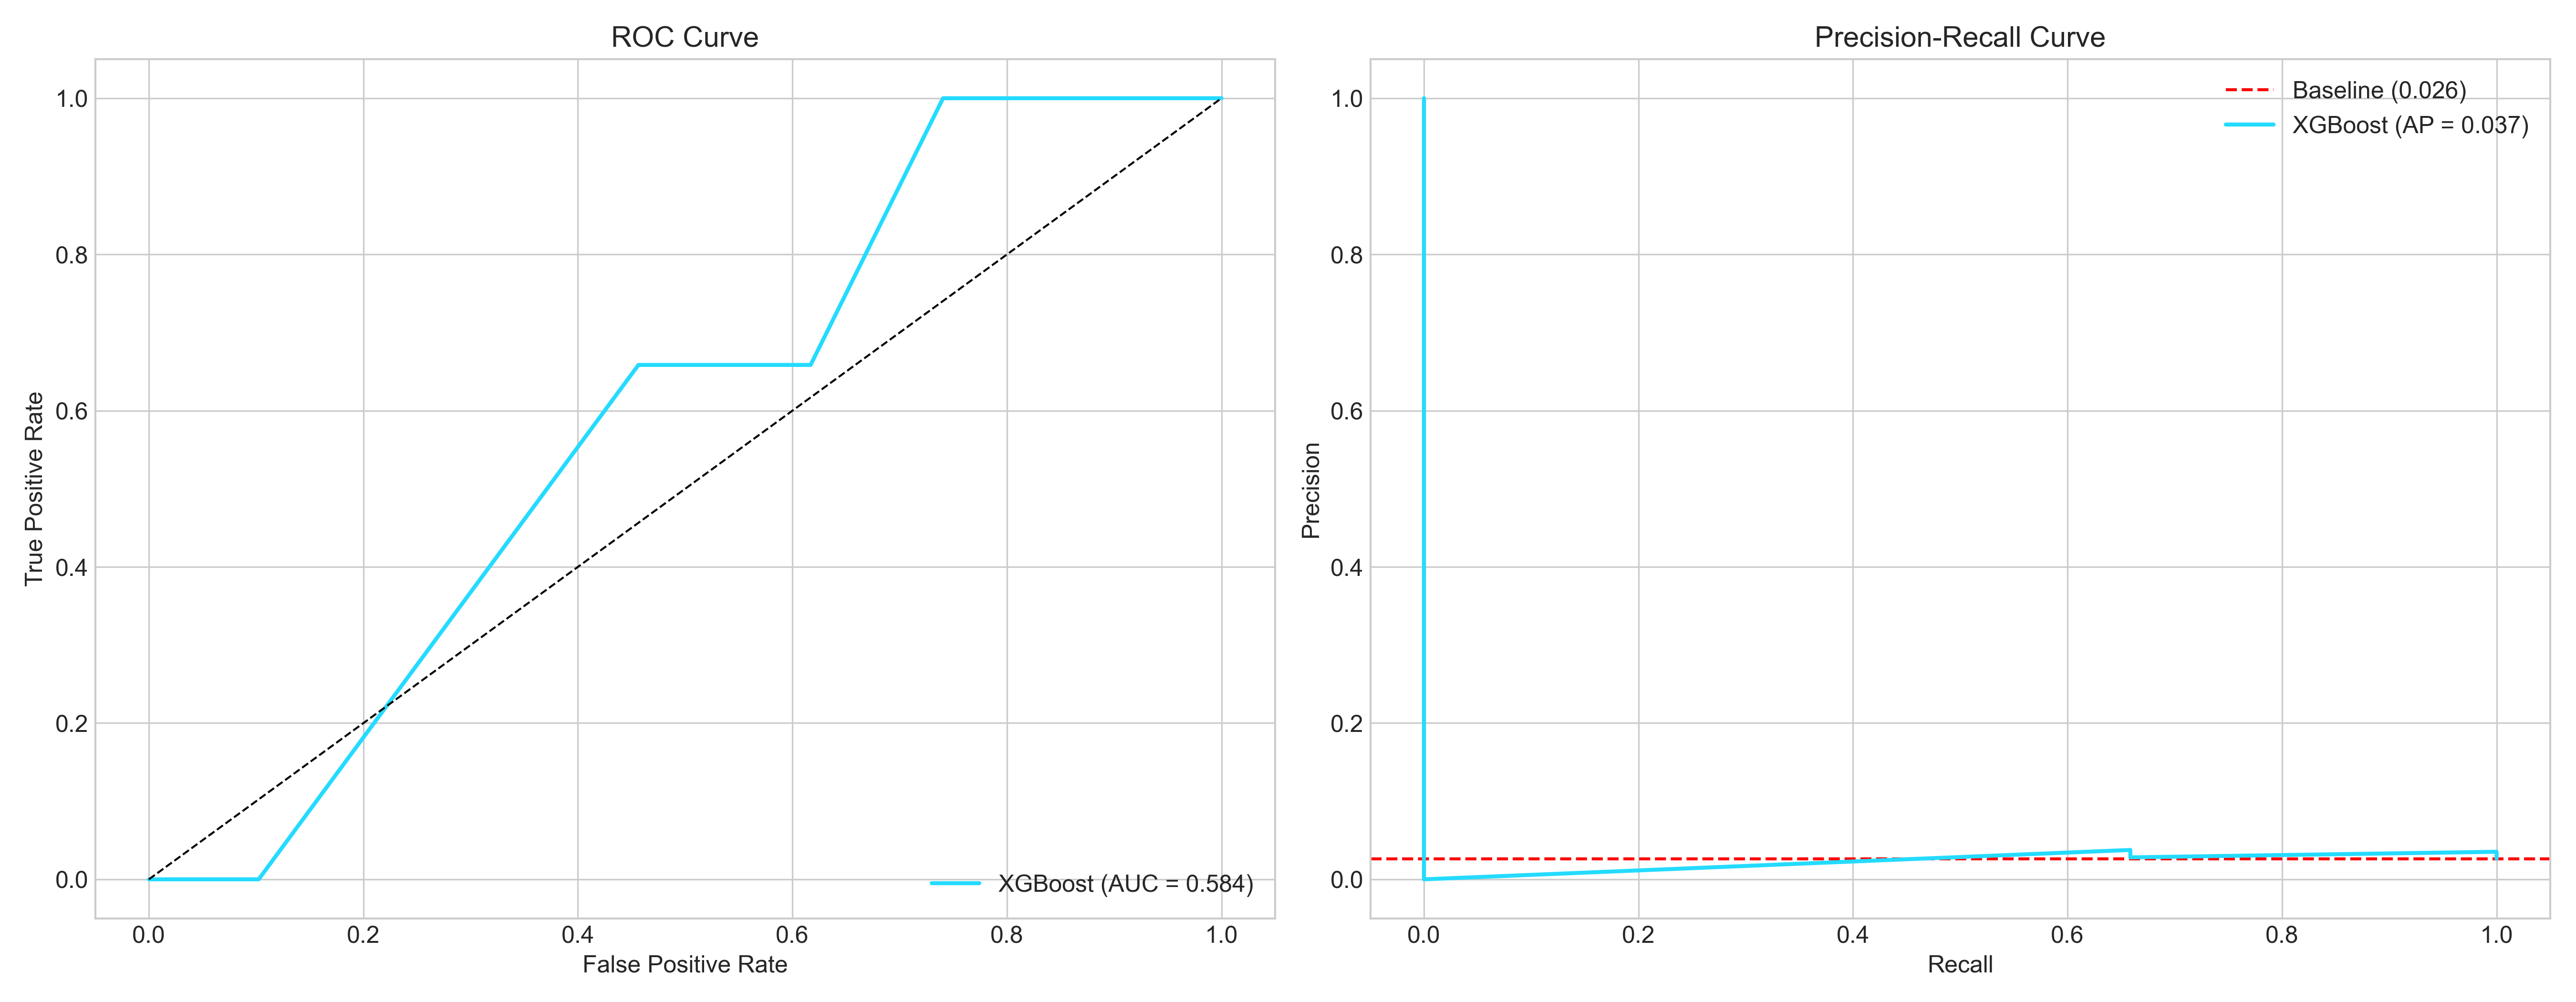 ROC Curve
1.0
0.8
0.6
0.4
0.2
0.0
True Positive Rate
XGBoost (AUC = 0.584)
0.0 0.2 0.4 0.6 0.8 1.0
False Positive Rate
Precision-Recall Curve
Baseline (0.026)
XGBoost (AP = 0.037)
1.0
0.8
0.6
0.4
0.2
0.0
Precision
0.0 0.2 0.4 0.6 0.8 1.0
Recall